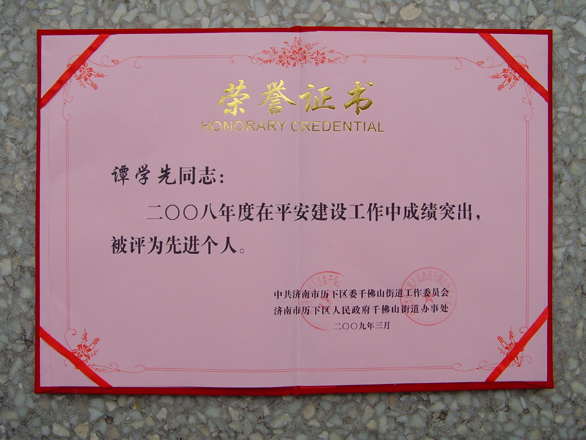 荣誉证书
HONORARY CREDENTIAL
谭学先同志：
二〇〇八年度在平安建设工作中成绩突出，
被评为先进个人。
中共济南市历下区委千佛山街道工作委员会
济南市历下区人民政府千佛山街道办事处
二〇〇九年三月